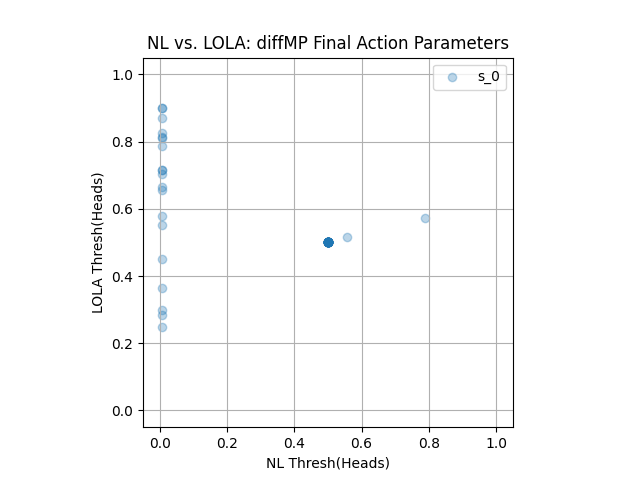 NL vs. LOLA: diffMP Final Action Parameters
s_0
1.0
0.8
0.6
0.4
0.2
0.0
LOLA Thresh(Heads)
0.0 0.2 0.4 0.6 0.8 1.0
NL Thresh(Heads)